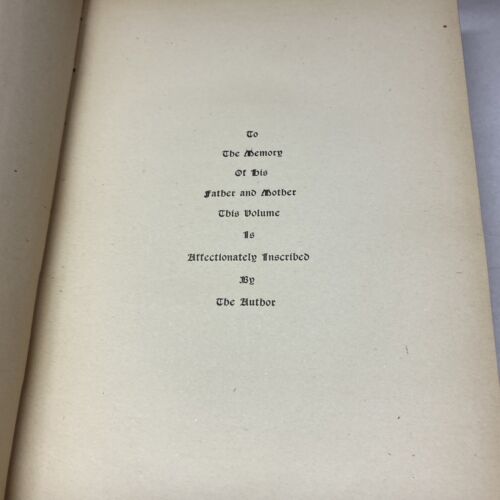 To
The Memory
Of His
Father and Mother
This Volume
Is
Affectionately Inscribed
By
The Author